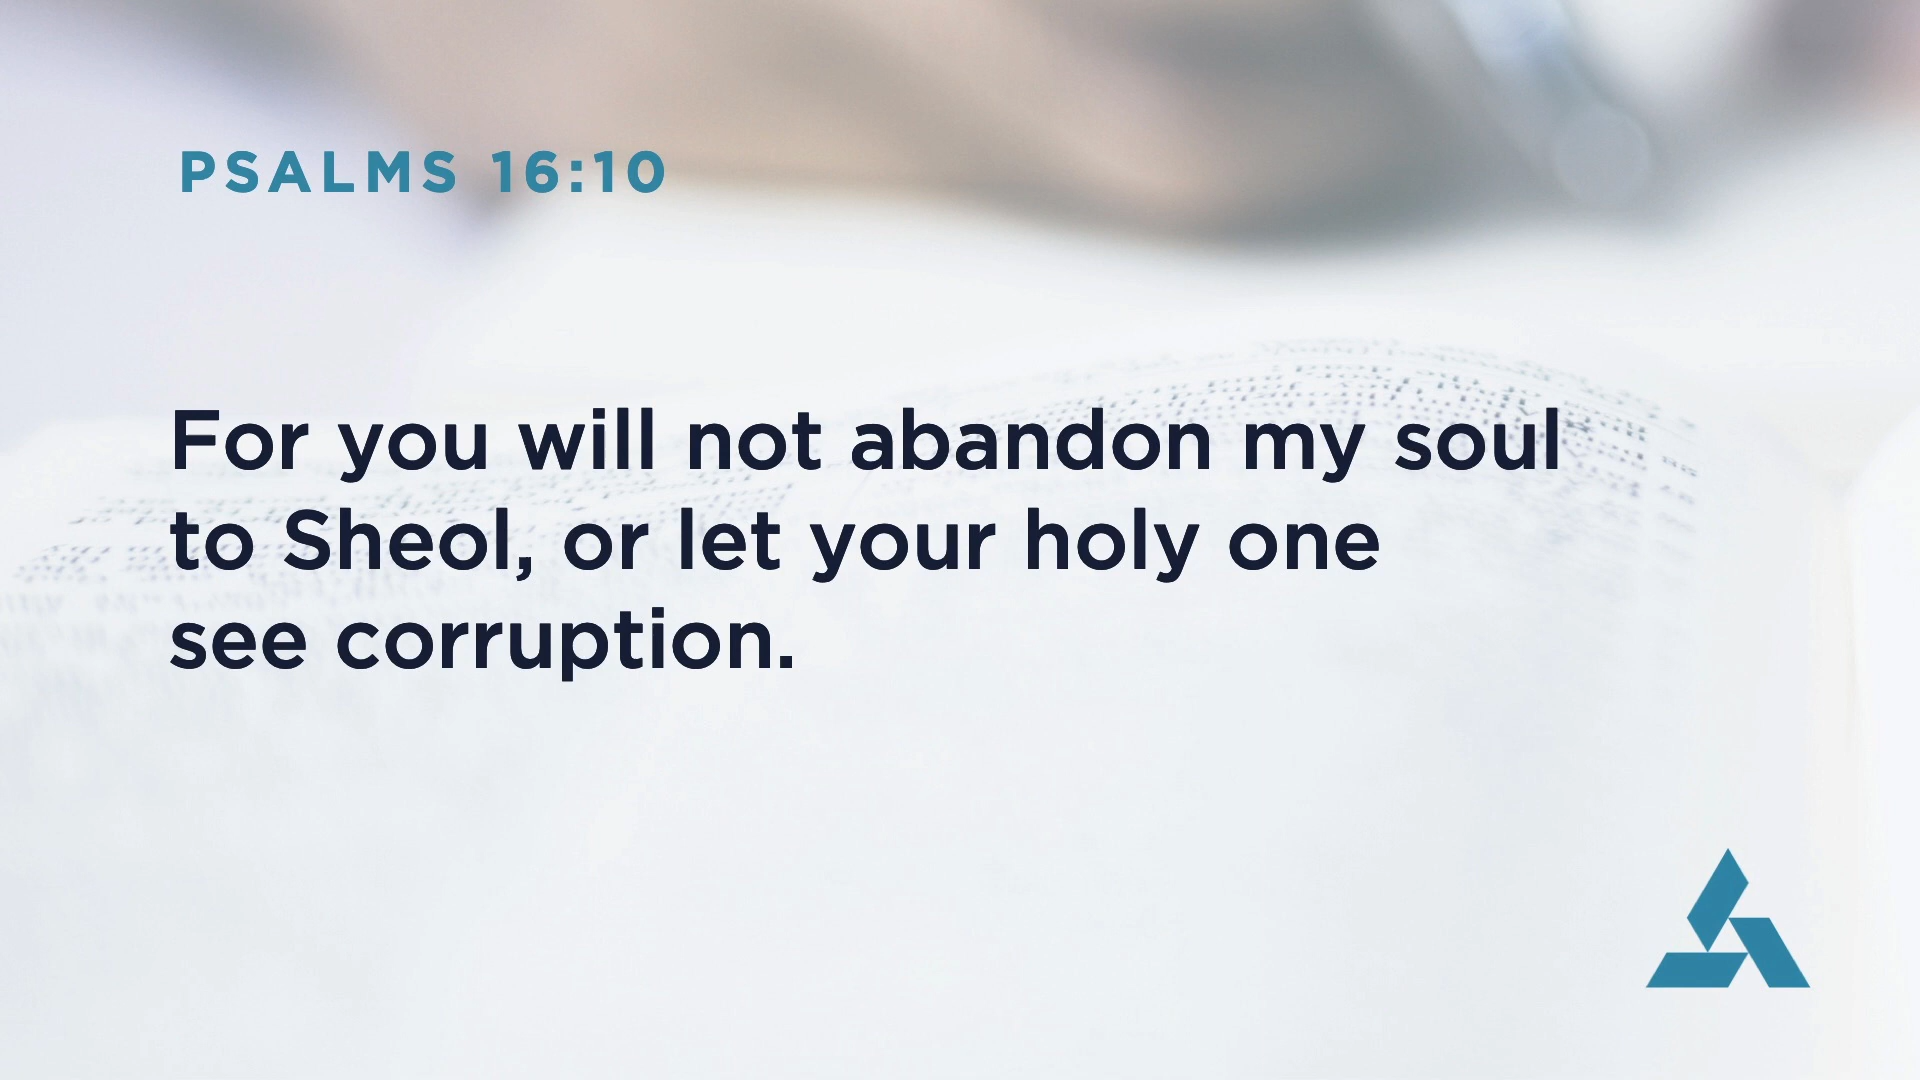 PSALMS 16:10
For you will not abandon my soul
to Sheol, or let your holy one
see corruption.